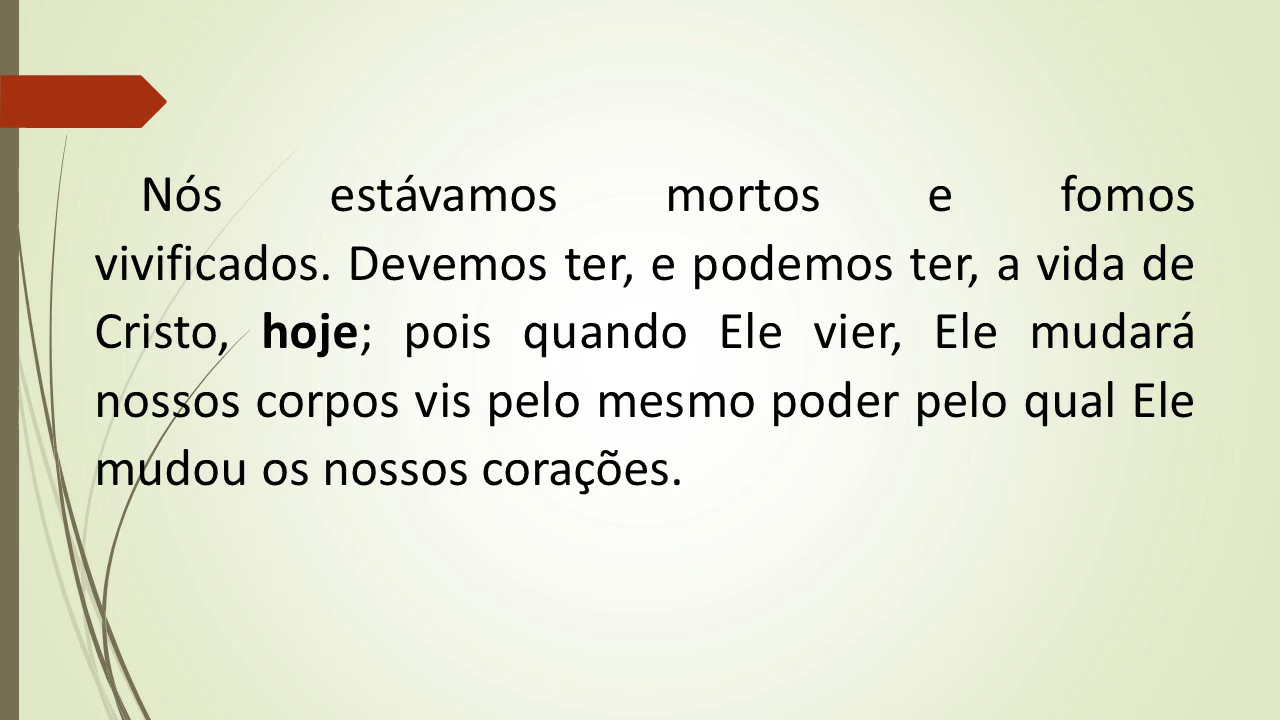 Nós estávamos mortos e fomos
vivificados. Devemos ter, e podemos ter, a vida de
Cristo, hoje; pois quando Ele vier, Ele mudará
nossos corpos vis pelo mesmo poder pelo qual Ele
mudou os nossos corações.